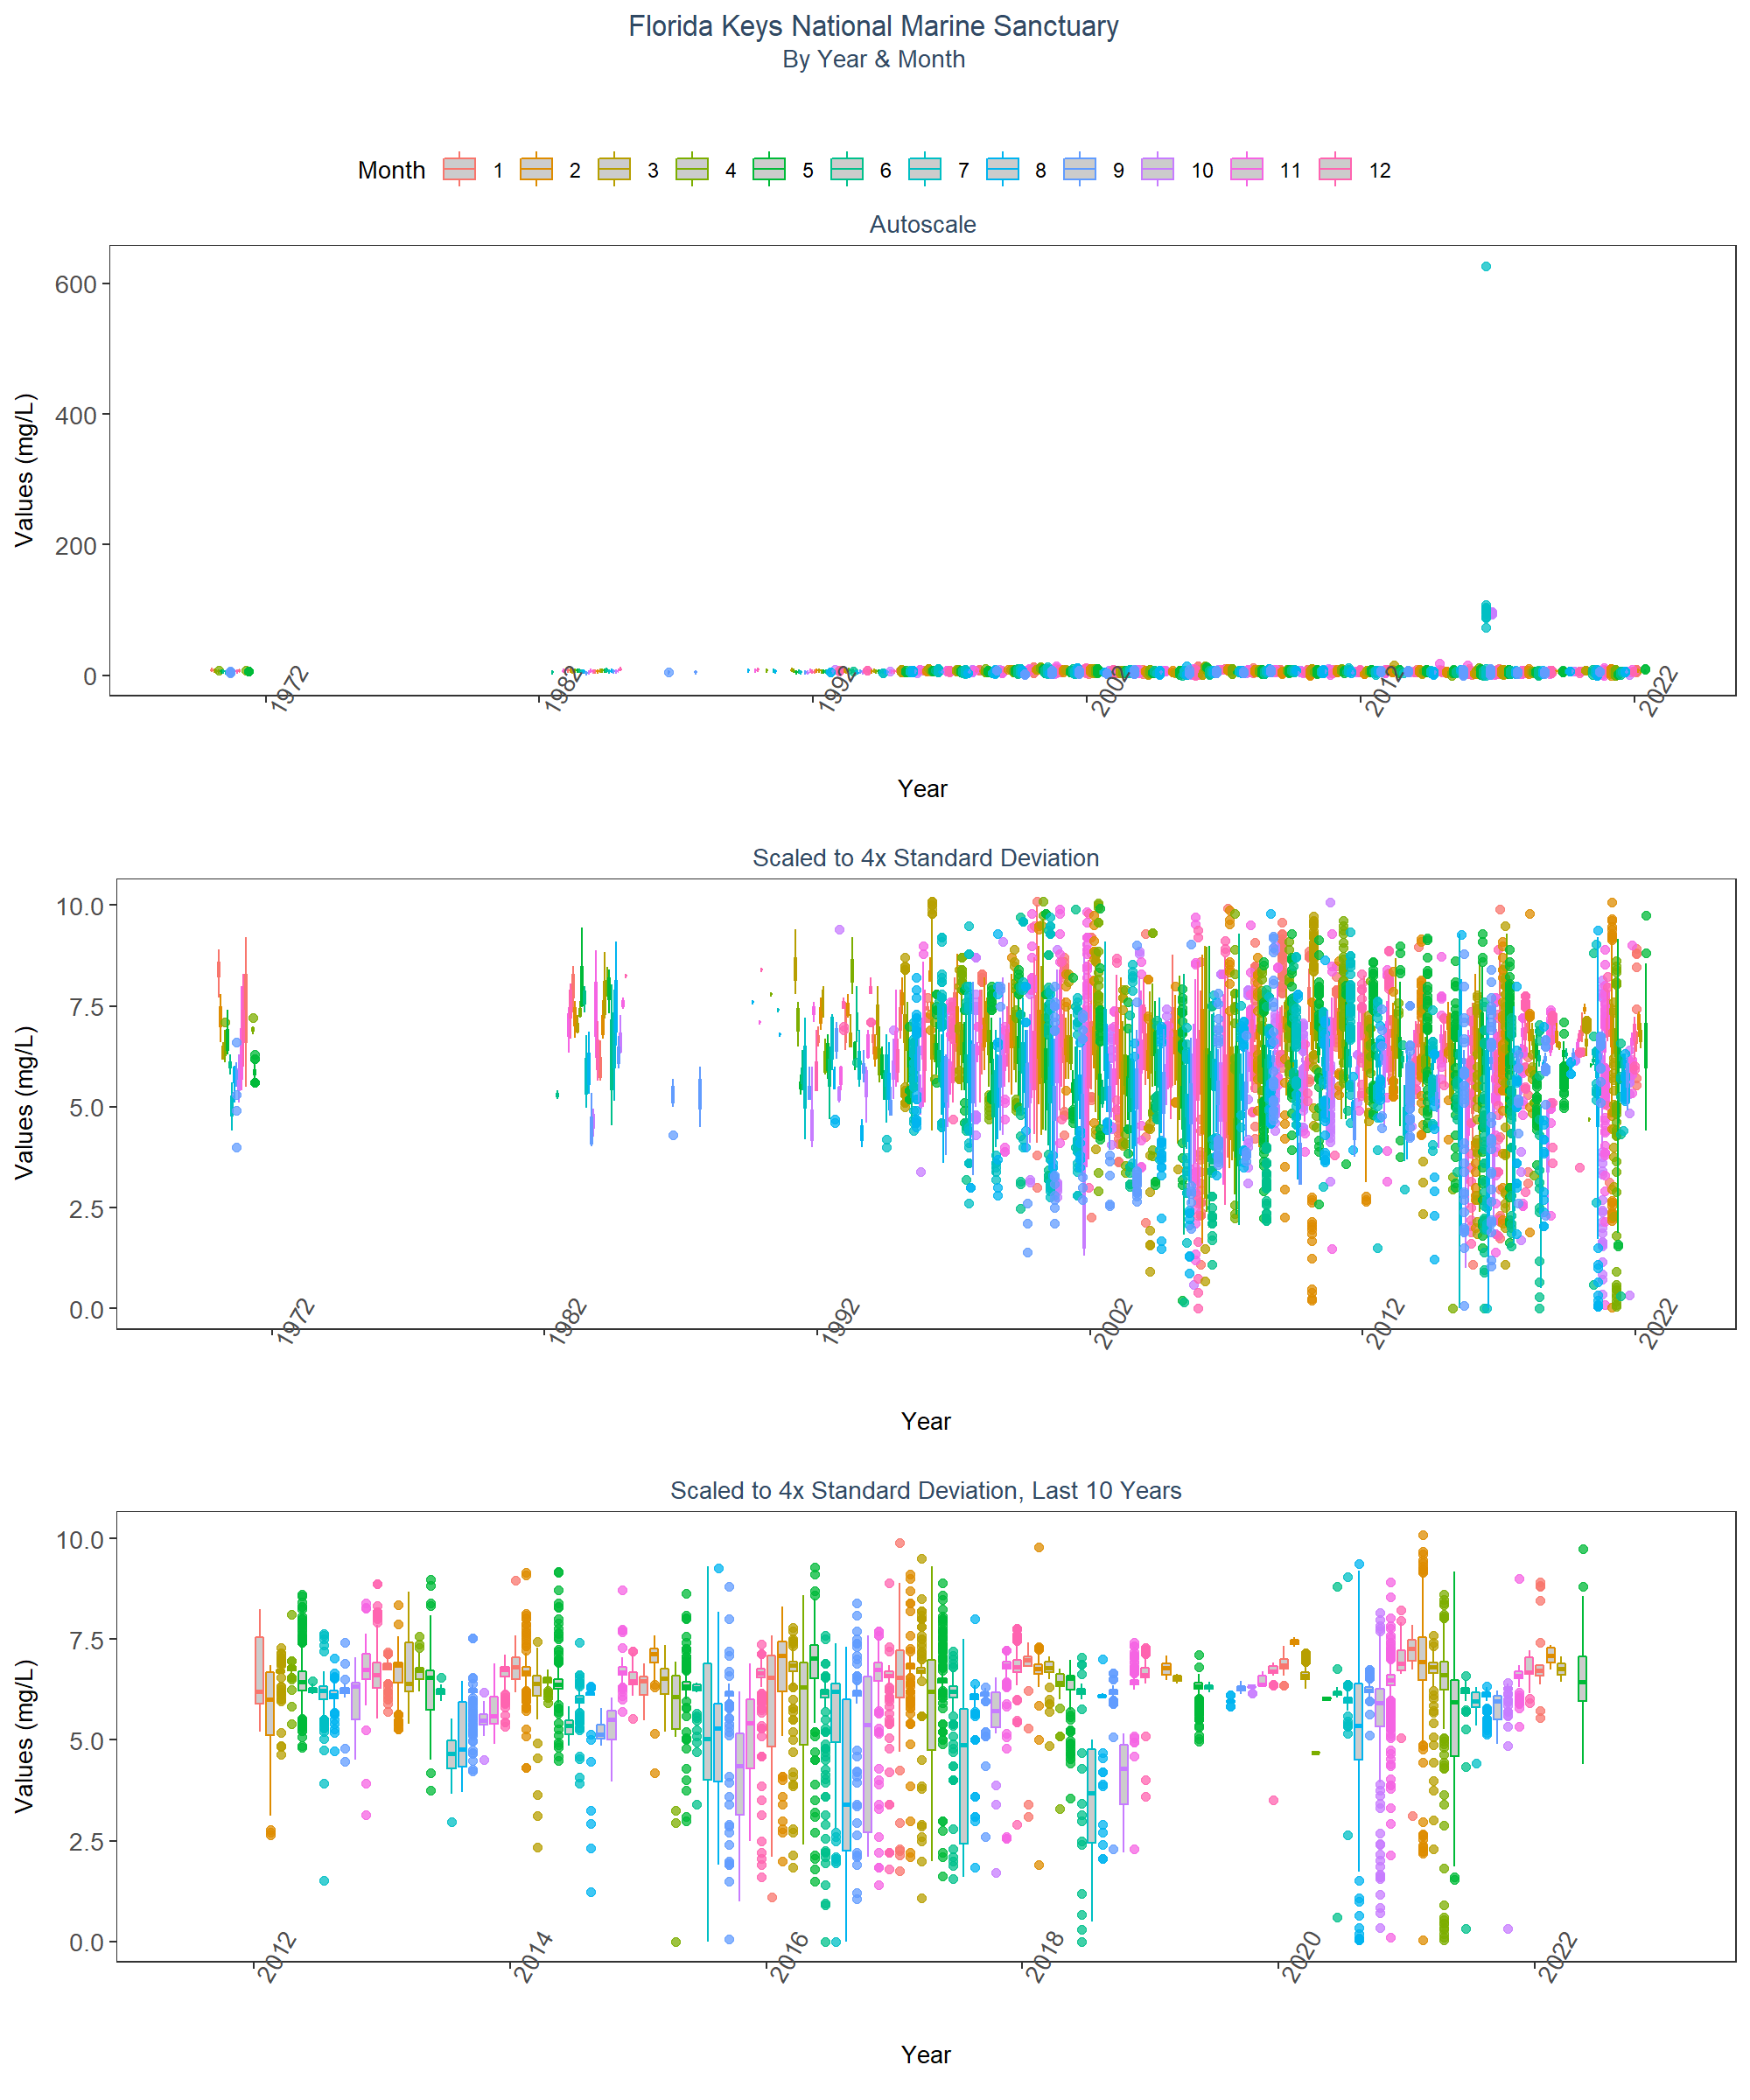 Florida Keys National Marine Sanctuary
By Year & Month
Month 1 2 3 4 5 6 7 8 9 10 11 12
Autoscale
Values (mg/L)
600
400
200
0
1972 1982 1992 2002 2012 2022
Year
Scaled to 4x Standard Deviation
Values (mg/L)
10.0
7.5
5.0
2.5
0.0
1972 1982 1992 2002 2012 2022
Year
Scaled to 4x Standard Deviation, Last 10 Years
Values (mg/L)
10.0
7.5
5.0
2.5
0.0
2012 2014 2016 2018 2020 2022
Year